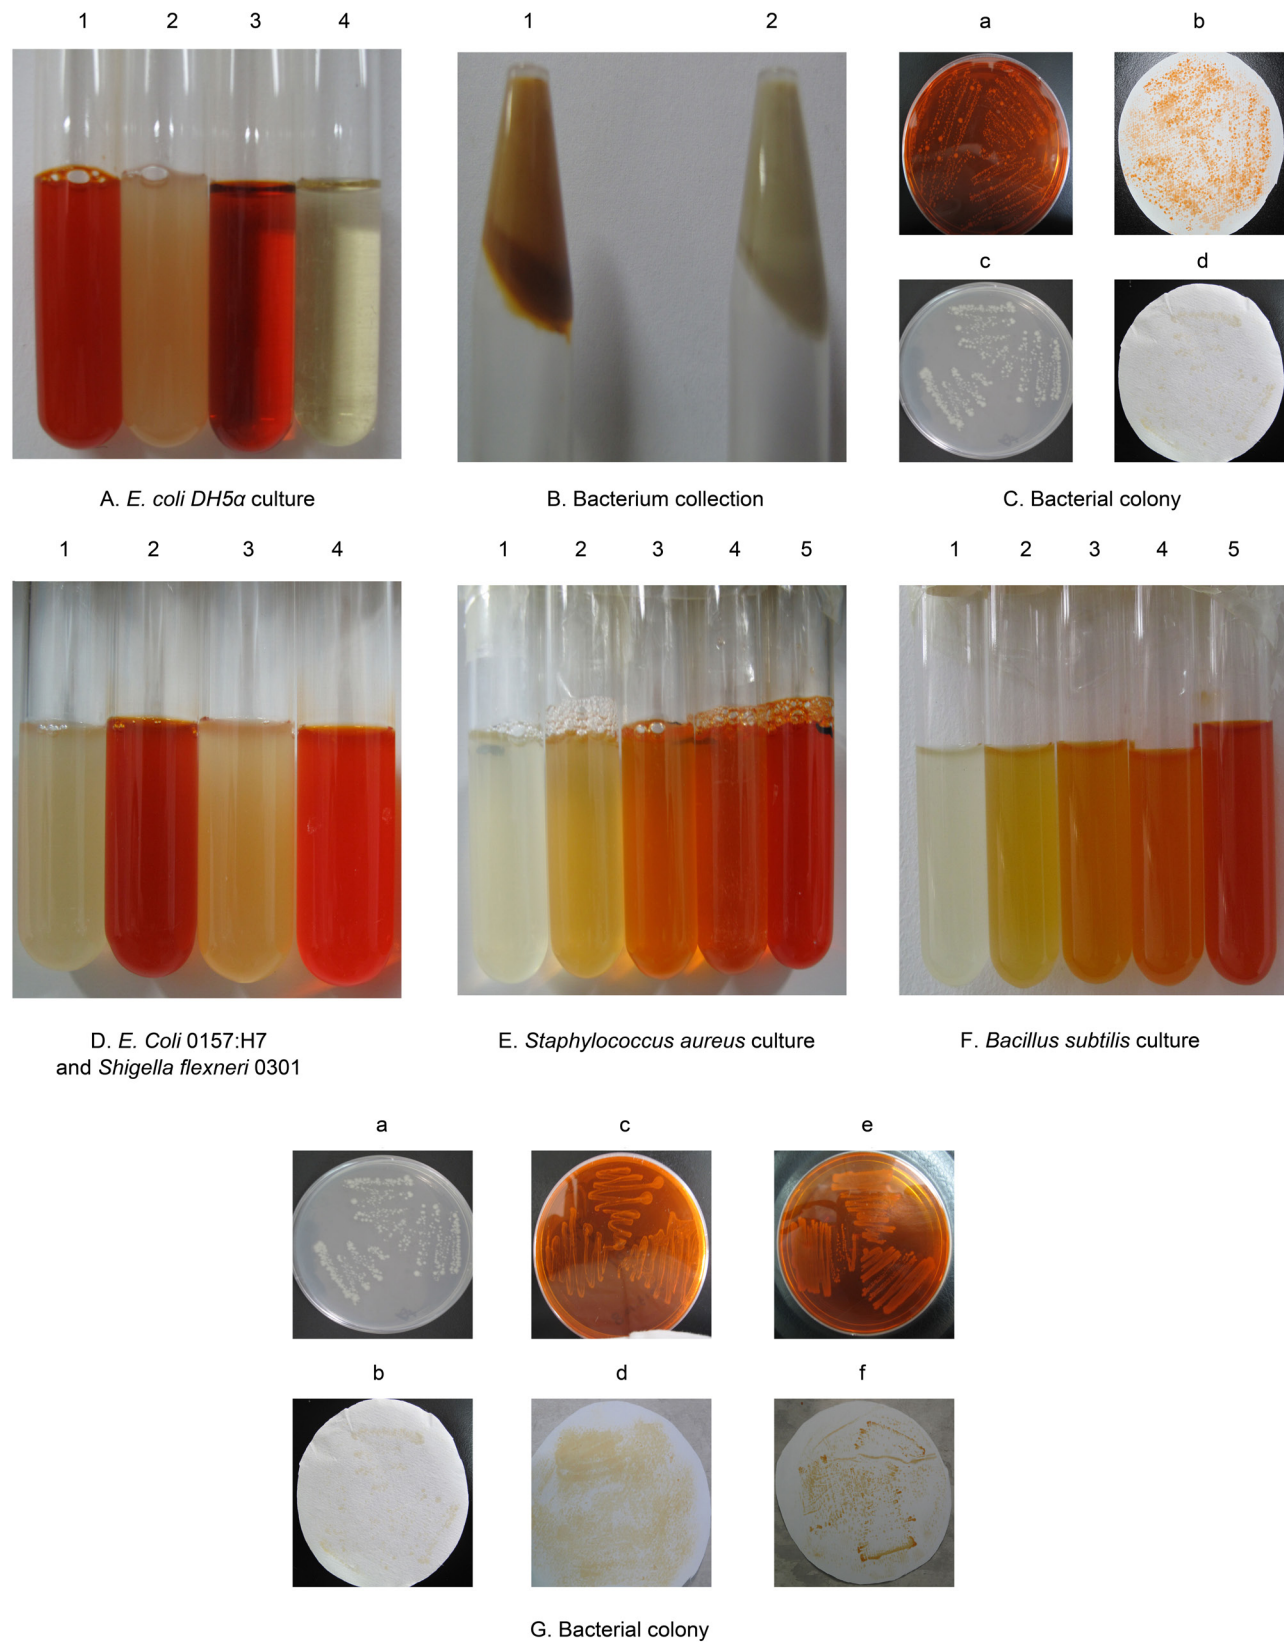 1 2 3 4
1 2
a b
c d
A. E. coli DH5α culture
B. Bacterium collection
C. Bacterial colony
1 2 3 4
1 2 3 4 5
1 2 3 4 5
D. E. Coli 0157:H7
and Shigella flexneri 0301
E. Staphylococcus aureus culture
F. Bacillus subtilis culture
a c e
b d f
G. Bacterial colony